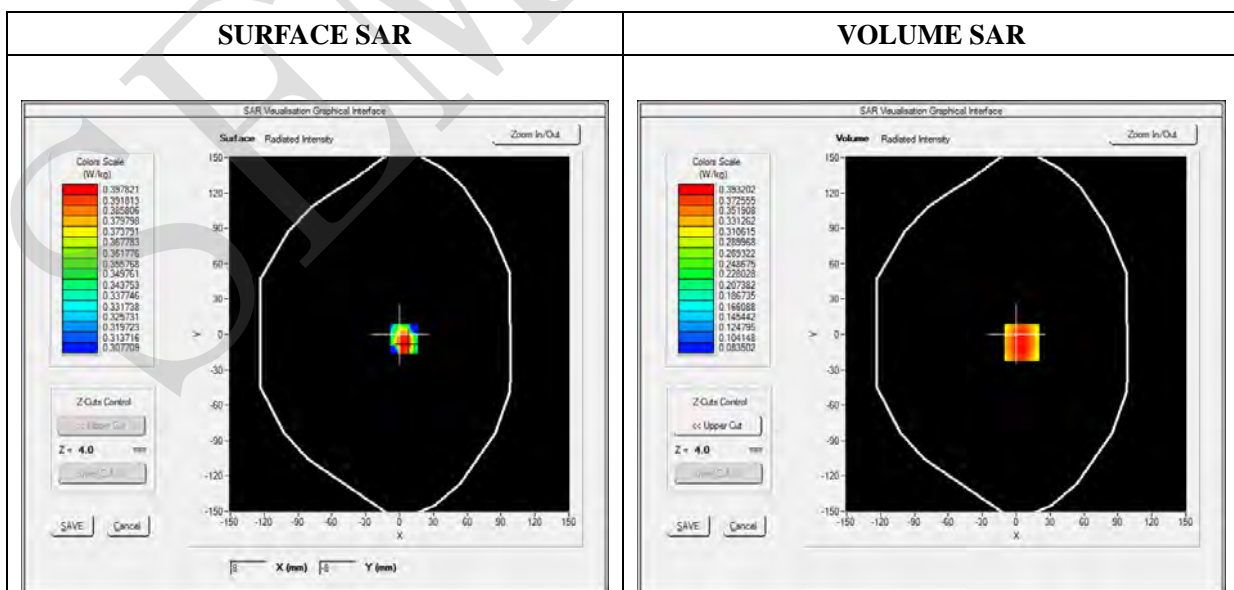 SURFACE SAR
VOLUME SAR
SAR Visualisation Graphical Interface
Surface Radiated Intensity
Zoom In/Out
Colors Scale
(W/kg)
0.397821
0.391813
0.385806
0.379798
0.373791
0.367783
0.361776
0.355768
0.349761
0.343753
0.337746
0.331738
0.325731
0.319723
0.313716
0.307709
Z-Cuts Control
<< Upper Cut
Z = 4.0 mm
SAVE
Cancel
150
120
90
60
30
0
-30
-60
-90
-120
-150
Y
-150 -120 -90 -60 -30 0 30 60 90 120 150
X
8 X (mm) -8 Y (mm)
SAR Visualisation Graphical Interface
Volume Radiated Intensity
Zoom In/Out
Colors Scale
(W/kg)
0.393202
0.372555
0.351908
0.331262
0.310615
0.289968
0.269322
0.248675
0.228028
0.207382
0.186735
0.166088
0.145442
0.124795
0.104148
0.083502
Z-Cuts Control
<< Upper Cut
Z = 4.0 mm
SAVE
Cancel
150
120
90
60
30
0
-30
-60
-90
-120
-150
Y
-150 -120 -90 -60 -30 0 30 60 90 120 150
X